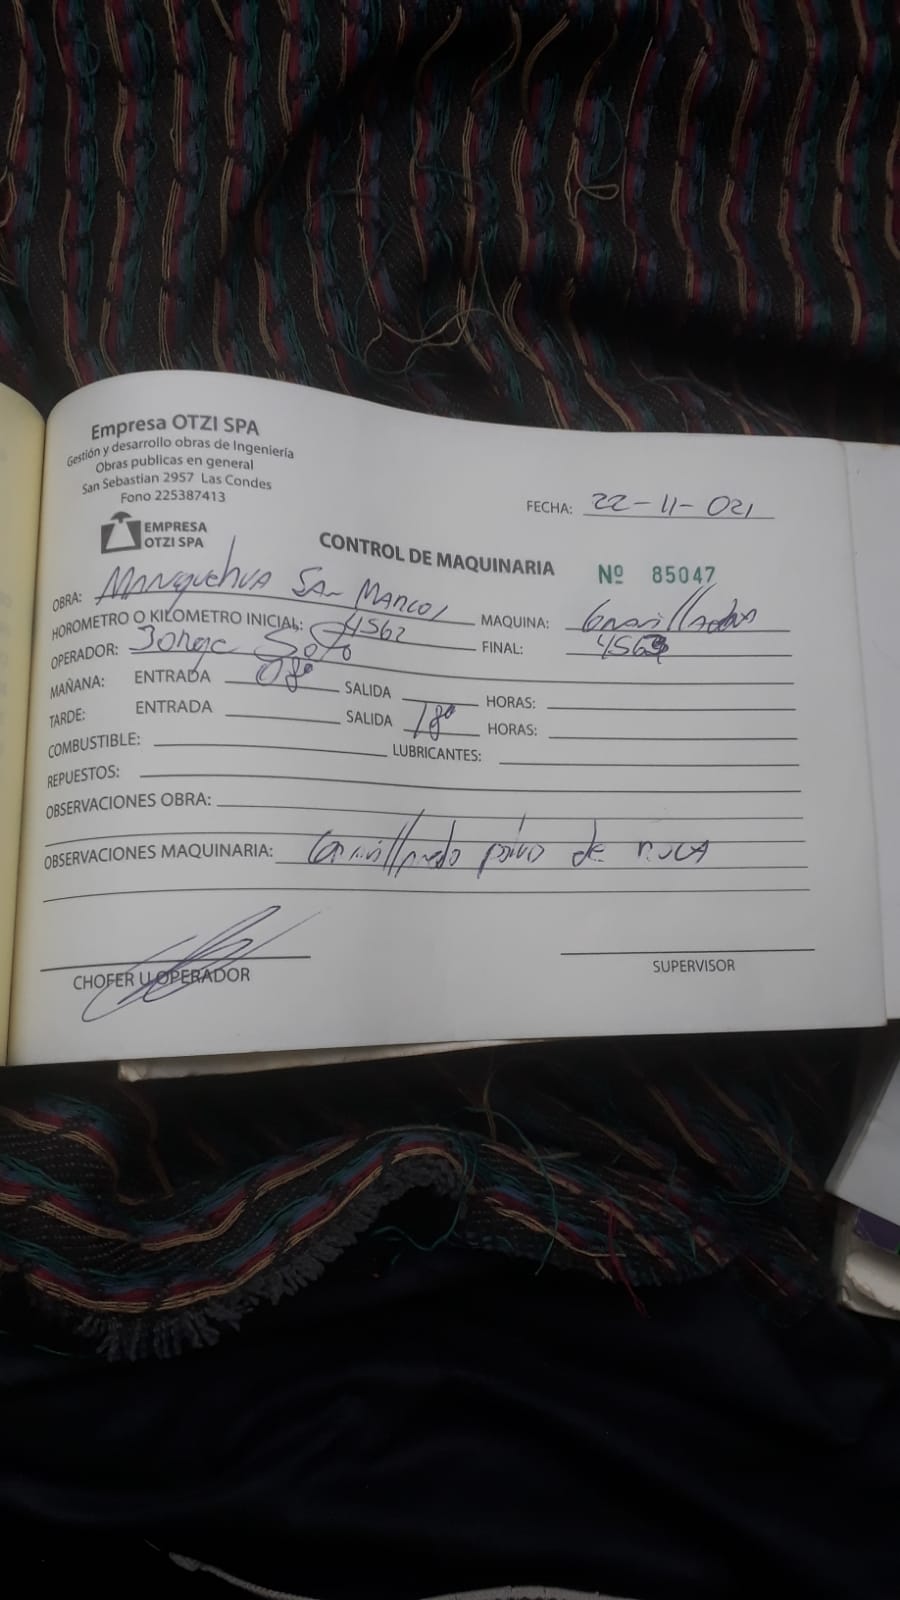 Empresa OTZI SPA
Gestión y desarrollo obras de Ingeniería
Obras publicas en general
San Sebastian 2957 Las Condes
Fono 225387413
EMPRESA
OTZI SPA
FECHA: 22-11-021
CONTROL DE MAQUINARIA
Nº 85047
OBRA: Manquehua San Marcos MAQUINA: Gravilladora
HOROMETRO O KILOMETRO INICIAL: 4562 FINAL: 4563
OPERADOR: Jorge Soto
MAÑANA: ENTRADA 08º SALIDA HORAS:
TARDE: ENTRADA SALIDA 18º HORAS:
COMBUSTIBLE: LUBRICANTES:
REPUESTOS:
OBSERVACIONES OBRA:
OBSERVACIONES MAQUINARIA: Gravillado polvo de roca
CHOFER U OPERADOR
SUPERVISOR